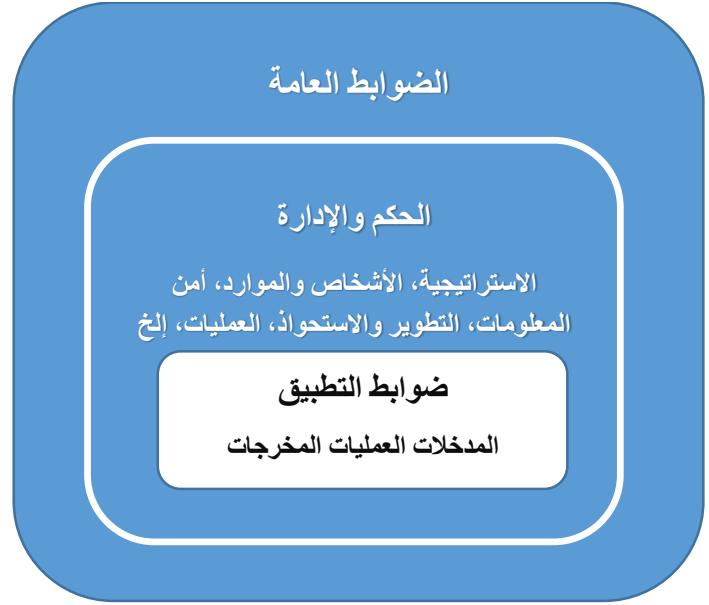 الضوابط العامة
الحكم والإدارة
الاستراتيجية، الأشخاص والموارد، أمن
المعلومات، التطوير والاستحواذ، العمليات، إلخ
ضوابط التطبيق
المدخلات العمليات المخرجات